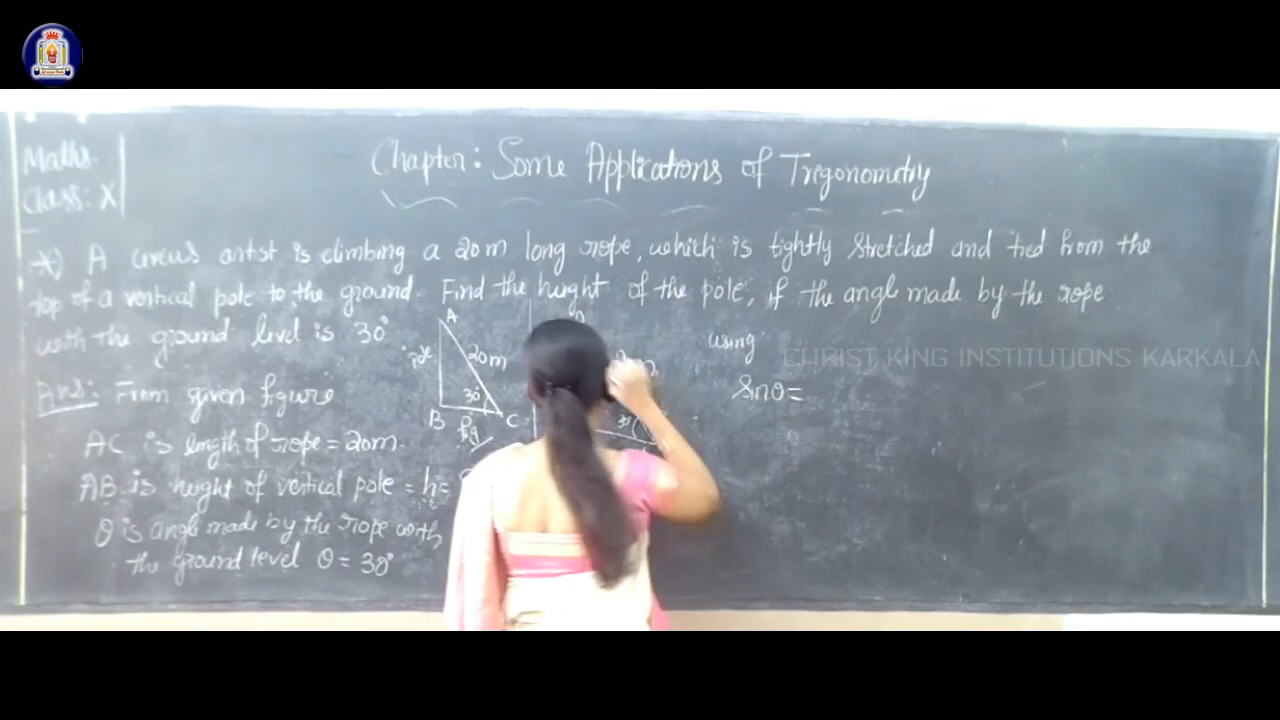 Maths.
Class: X
Chapter: Some Applications of Trigonometry
*) A circus artist is climbing a 20m long rope, which is tightly stretched and tied from the
top of a vertical pole to the ground. Find the height of the pole, if the angle made by the rope
with the ground level is 30°
Ans: From given figure
AC is length of rope = 20m.
AB is height of vertical pole = h =
θ is angle made by the rope with
the ground level θ = 30°
A
pole
20m
30°
B
C
fig
30
using
Sinθ =
CHRIST KING INSTITUTIONS KARKALA